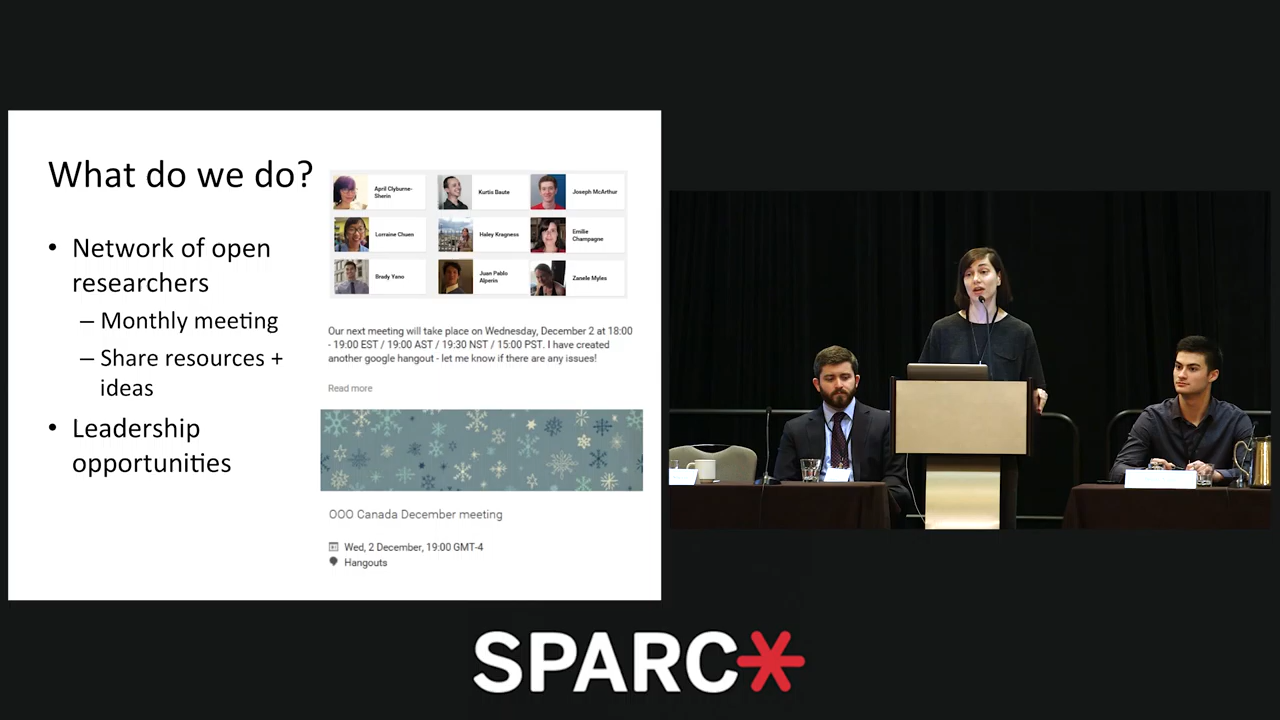 What do we do?
• Network of open
researchers
– Monthly meeting
– Share resources +
ideas
• Leadership
opportunities
April Clyburne-
Sherin
Kurtis Baute
Joseph McArthur
Lorraine Chuen
Haley Kragness
Emilie
Champagne
Brady Yano
Juan Pablo
Alperin
Zanele Myles
Our next meeting will take place on Wednesday, December 2 at 18:00
- 19:00 EST / 19:00 AST / 19:30 NST / 15:00 PST. I have created
another google hangout - let me know if there are any issues!
Read more
OOO Canada December meeting
Wed, 2 December, 19:00 GMT-4
Hangouts
SPARC*